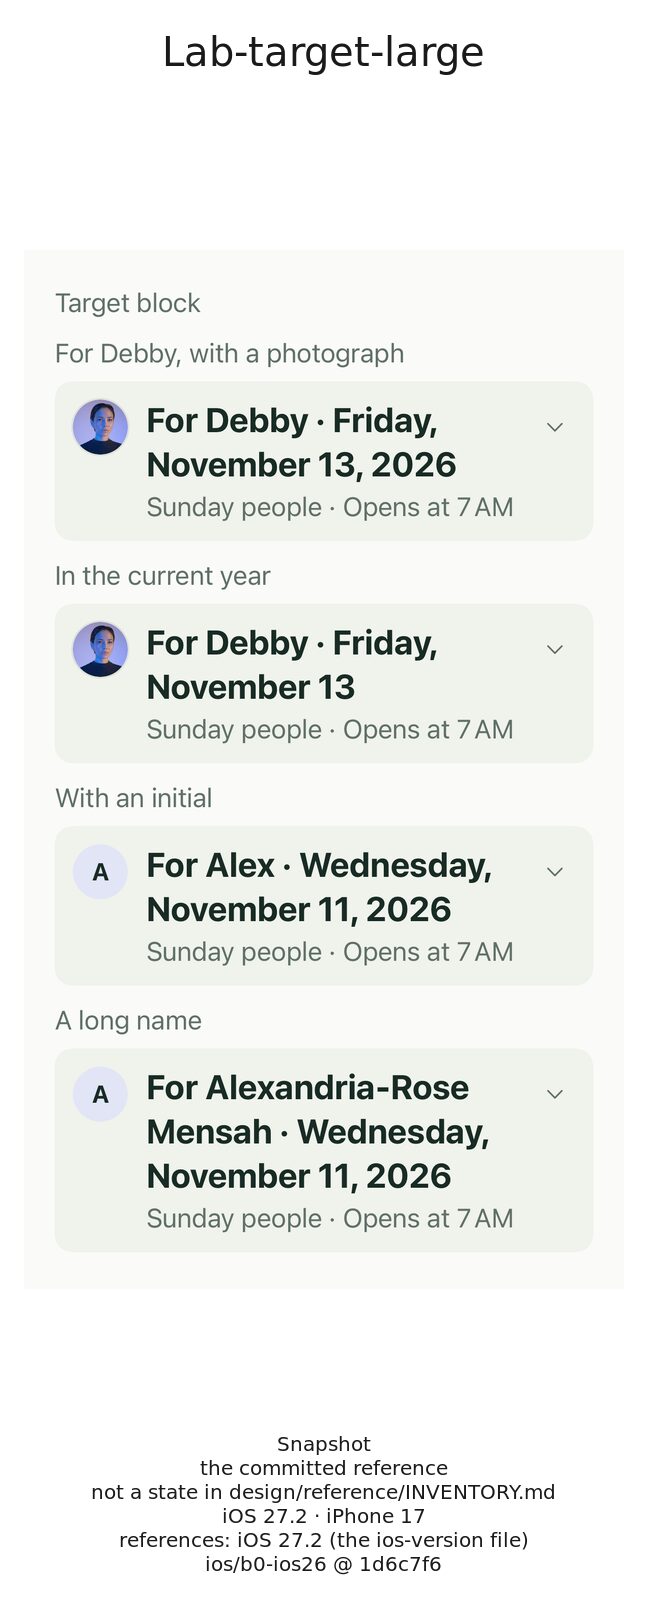 Lab-target-large
Target block
For Debby, with a photograph
For Debby · Friday,
November 13, 2026
Sunday people · Opens at 7 AM
In the current year
For Debby · Friday,
November 13
Sunday people · Opens at 7 AM
With an initial
A
For Alex · Wednesday,
November 11, 2026
Sunday people · Opens at 7 AM
A long name
A
For Alexandria-Rose
Mensah · Wednesday,
November 11, 2026
Sunday people · Opens at 7 AM
Snapshot
the committed reference
not a state in design/reference/INVENTORY.md
iOS 27.2 · iPhone 17
references: iOS 27.2 (the ios-version file)
ios/b0-ios26 @ 1d6c7f6